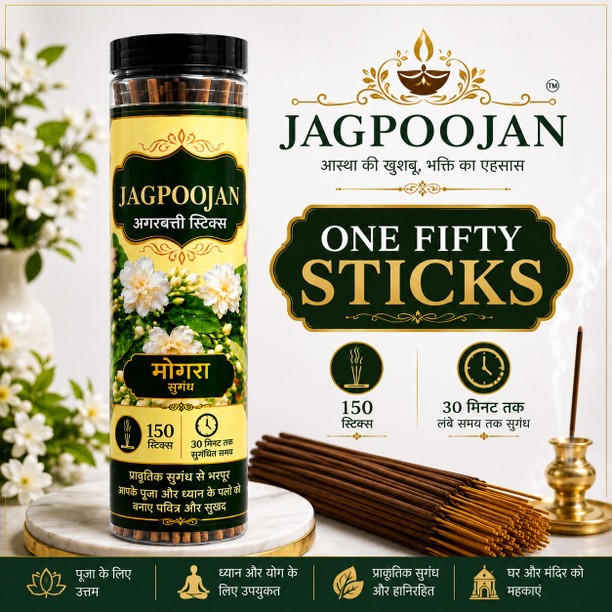 JAGPOOJAN
अगरबत्ती स्टिक्स
मोगरा
सुगंध
150
स्टिक्स
30 मिनट तक
सुगंधित समय
प्रावृतिक सुगंध से भरपूर
आपके पूजा और ध्यान के पलो को
बनाए पवित्र और सुखद
JAGPOOJAN
TM
आस्था की खुशबू, भक्ति का एहसास
ONE FIFTY
STICKS
150
स्टिक्स
30 मिनट तक
लंबे समय तक सुगंध
पूजा के लिए
उत्तम
ध्यान और योग के
लिए उपयुक्त
प्राकृतिक सुगंध
और हानिरहित
घर और मंदिर को
महकाएं